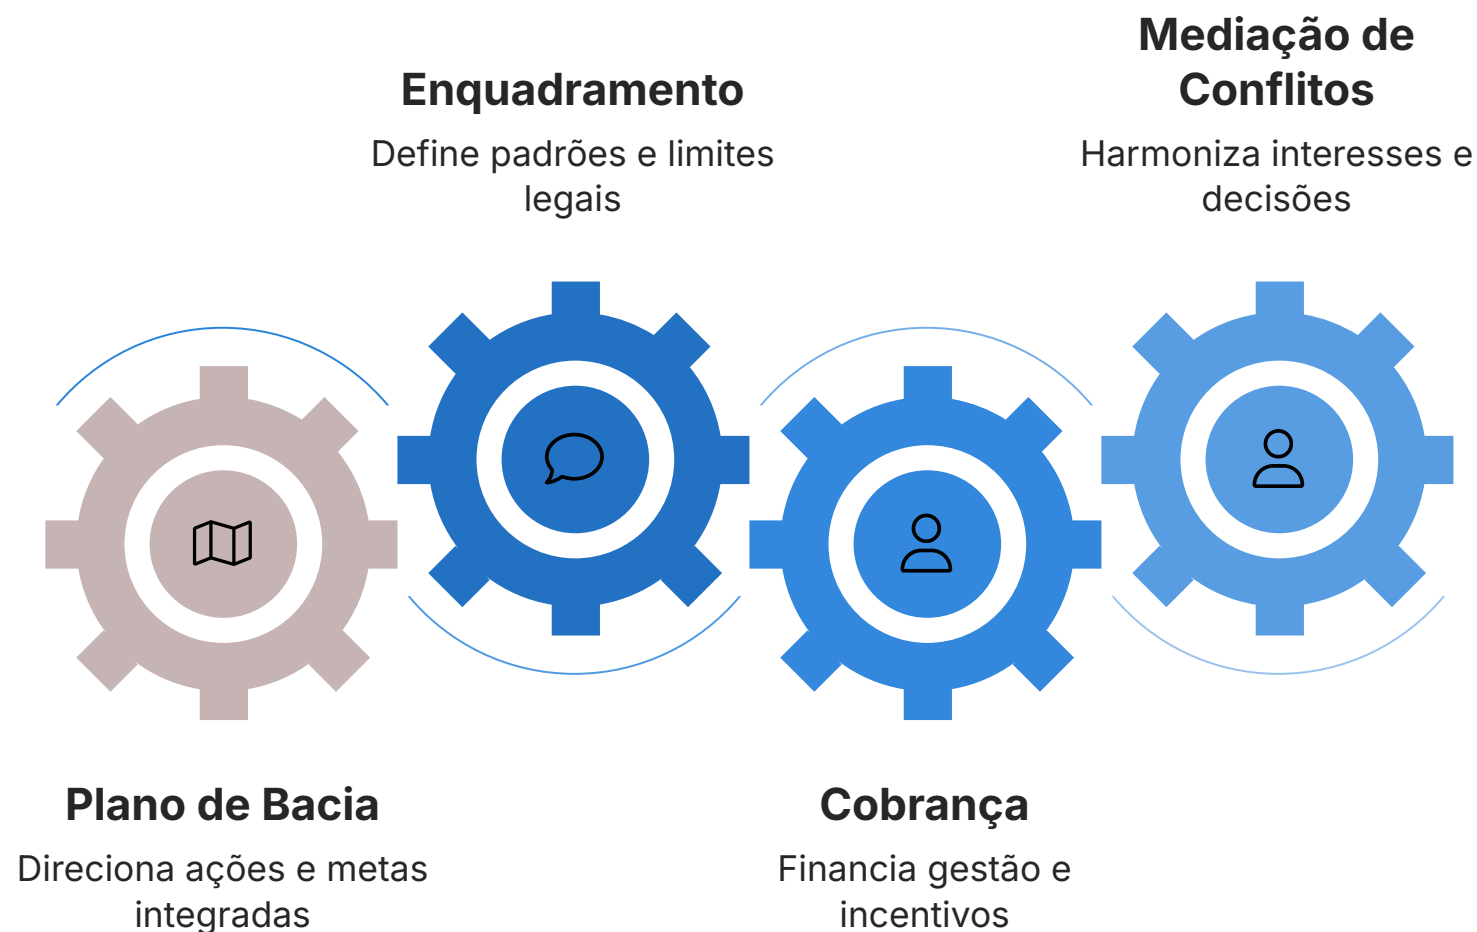 Mediação de
Conflitos
Harmoniza interesses e
decisões
Enquadramento
Define padrões e limites
legais
Plano de Bacia
Direciona ações e metas
integradas
Cobrança
Financia gestão e
incentivos